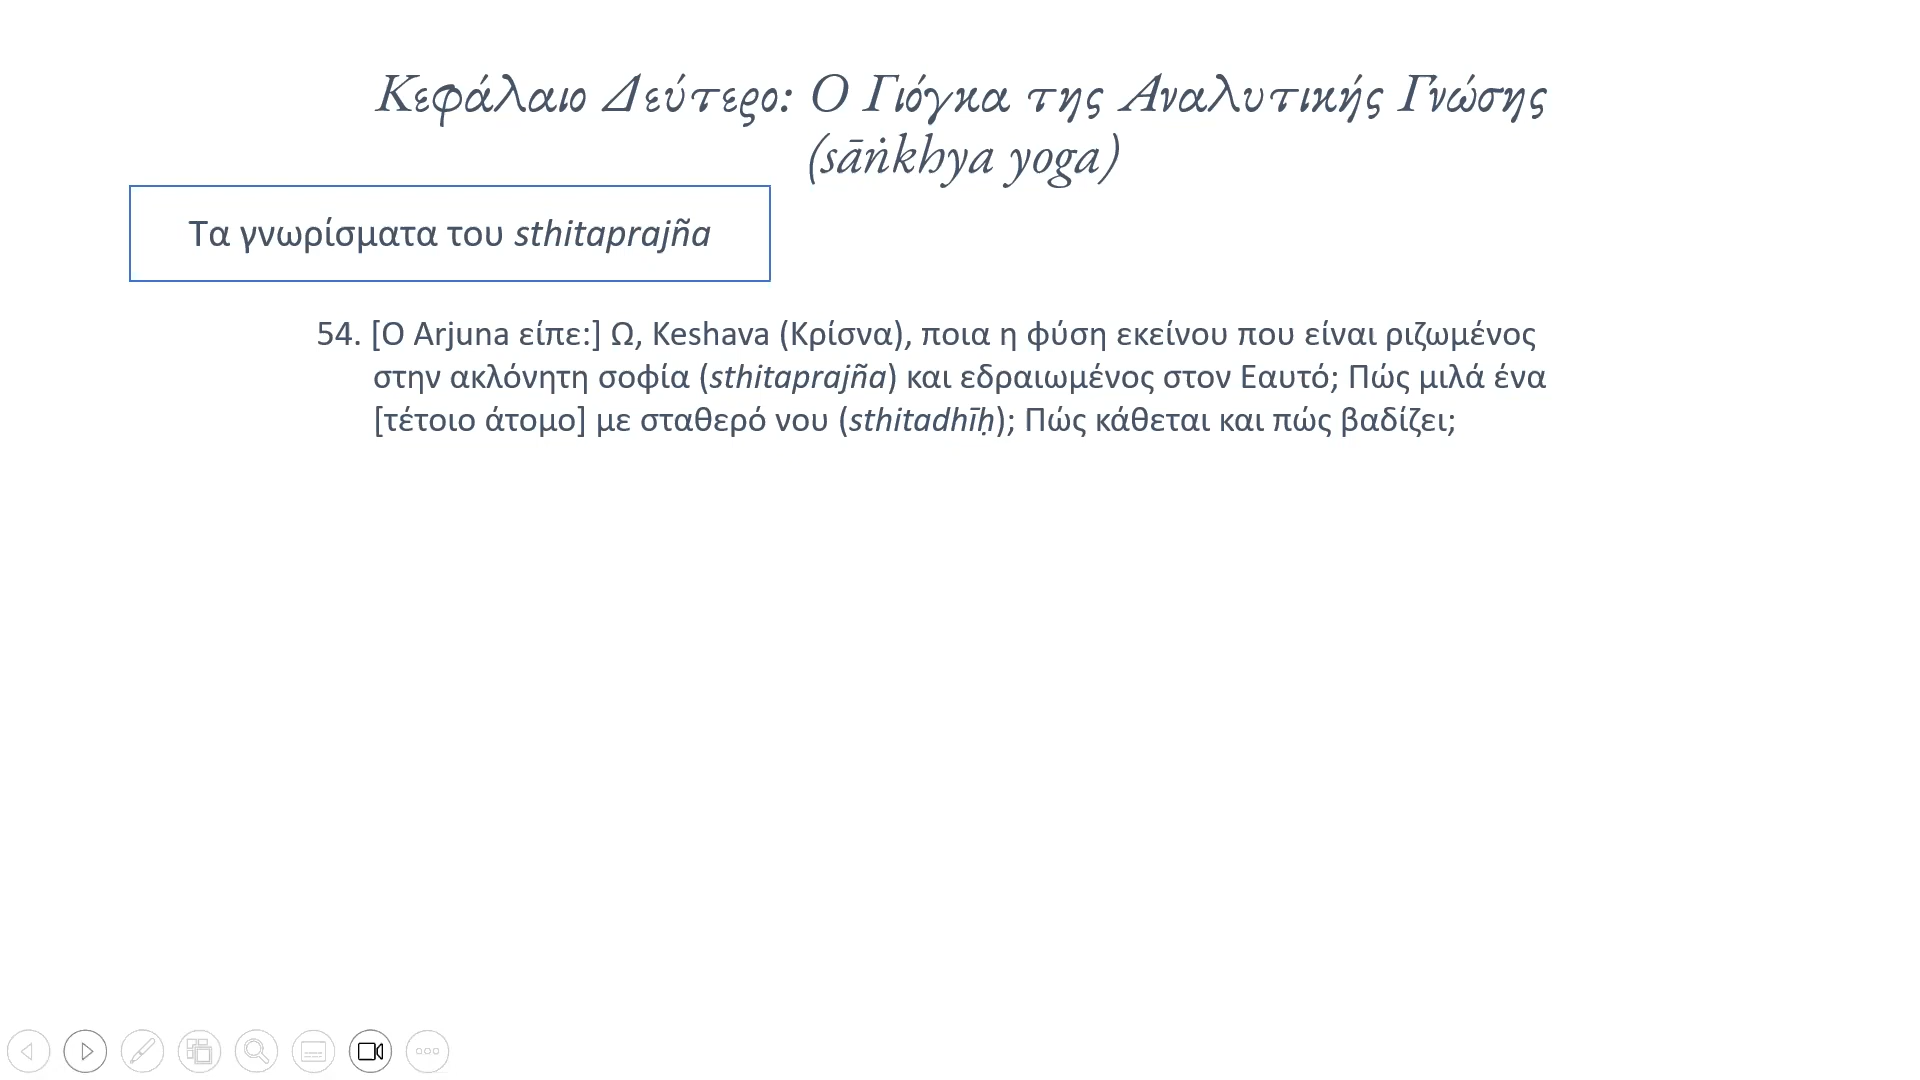 Κεφάλαιο Δεύτερο: Ο Γιόγκα της Αναλυτικής Γνώσης
(sāṅkhya yoga)
Τα γνωρίσματα του sthitaprajña
54. [Ο Arjuna είπε:] Ω, Keshava (Κρίσνα), ποια η φύση εκείνου που είναι ριζωμένος
στην ακλόνητη σοφία (sthitaprajña) και εδραιωμένος στον Εαυτό; Πώς μιλά ένα
[τέτοιο άτομο] με σταθερό νου (sthitadhīḥ); Πώς κάθεται και πώς βαδίζει;